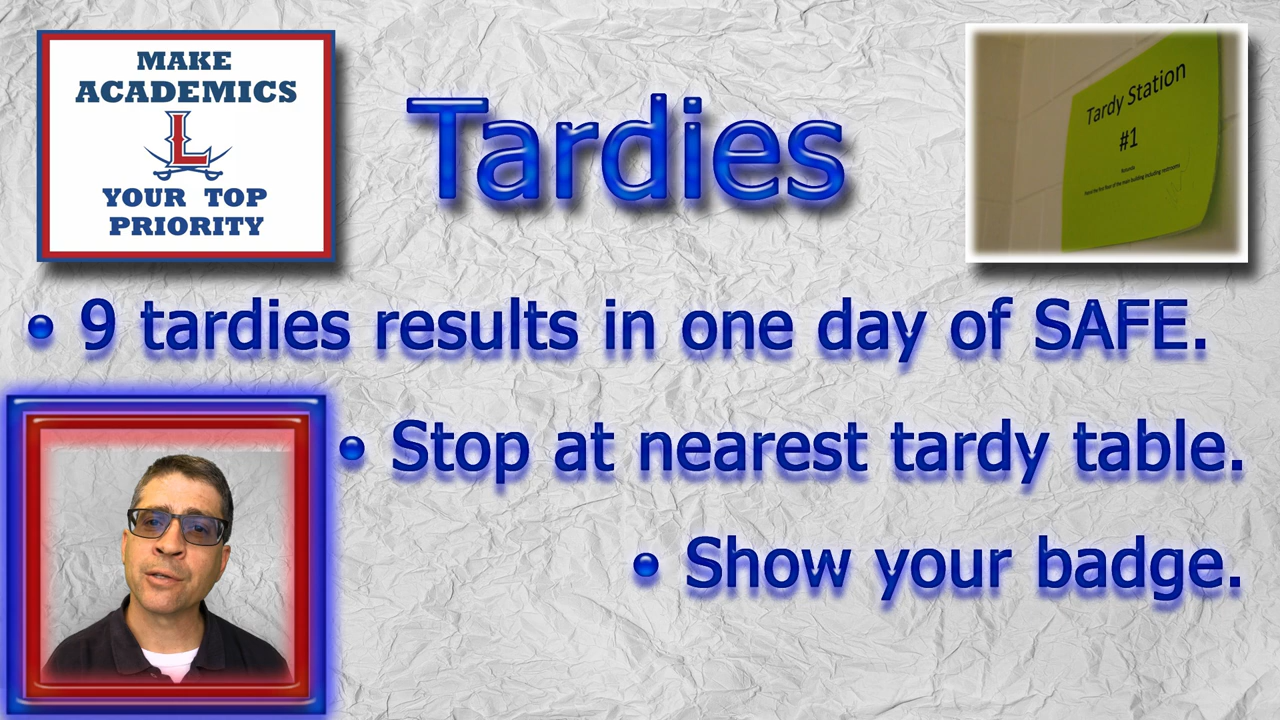 MAKE
ACADEMICS
L
YOUR TOP
PRIORITY
Tardies
Tardy Station
#1
• 9 tardies results in one day of SAFE.
• Stop at nearest tardy table.
• Show your badge.